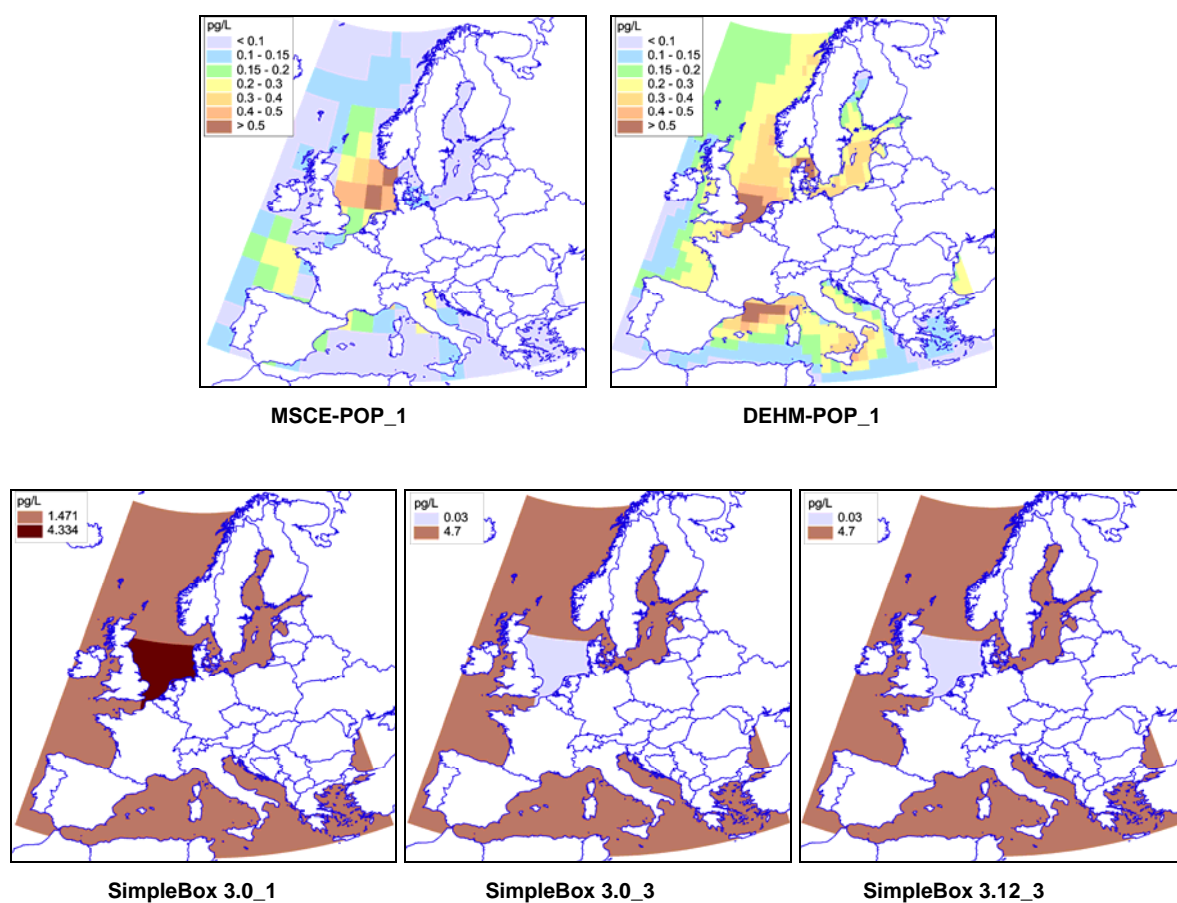 pg/L
< 0.1
0.1 - 0.15
0.15 - 0.2
0.2 - 0.3
0.3 - 0.4
0.4 - 0.5
> 0.5
pg/L
< 0.1
0.1 - 0.15
0.15 - 0.2
0.2 - 0.3
0.3 - 0.4
0.4 - 0.5
> 0.5
MSCE-POP_1
DEHM-POP_1
pg/L
1.471
4.334
pg/L
0.03
4.7
pg/L
0.03
4.7
SimpleBox 3.0_1
SimpleBox 3.0_3
SimpleBox 3.12_3